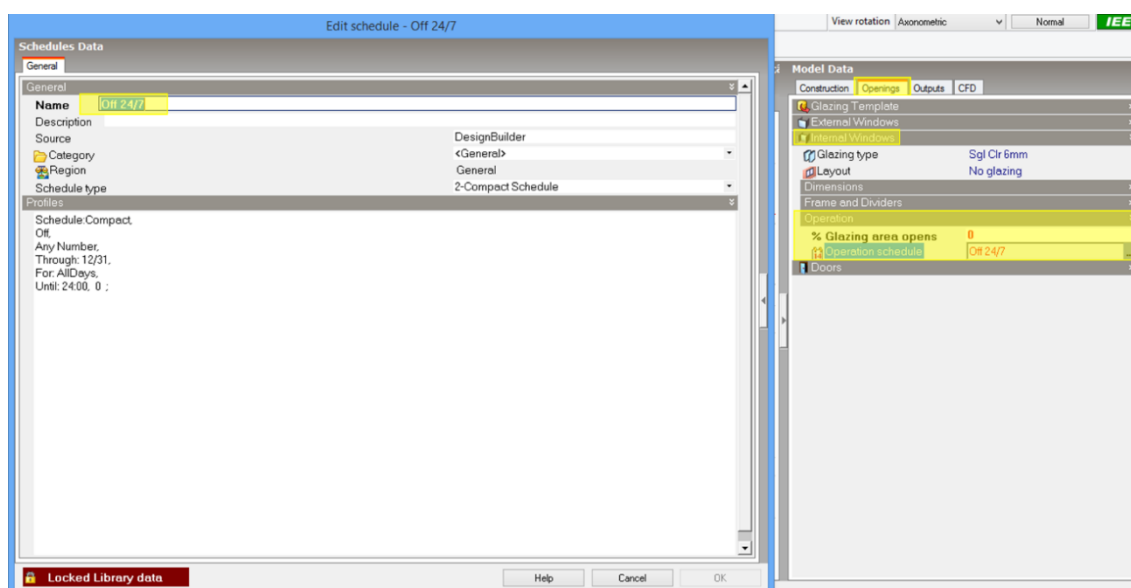 Edit schedule - Off 24/7
Schedules Data
General
General
Name Off 24/7
Description
Source DesignBuilder
Category <General>
Region General
Schedule type 2-Compact Schedule
Profiles
Schedule:Compact,
Off,
Any Number,
Through: 12/31,
For: AllDays,
Until: 24:00, 0 ;
Locked Library data
Help Cancel OK
View rotation Axonometric Normal
Model Data
Construction Openings Outputs CFD
Glazing Template
External Windows
Internal Windows
Glazing type Sgl Clr 6mm
Layout No glazing
Dimensions
Frame and Dividers
Operation
% Glazing area opens 0
Operation schedule Off 24/7
Doors